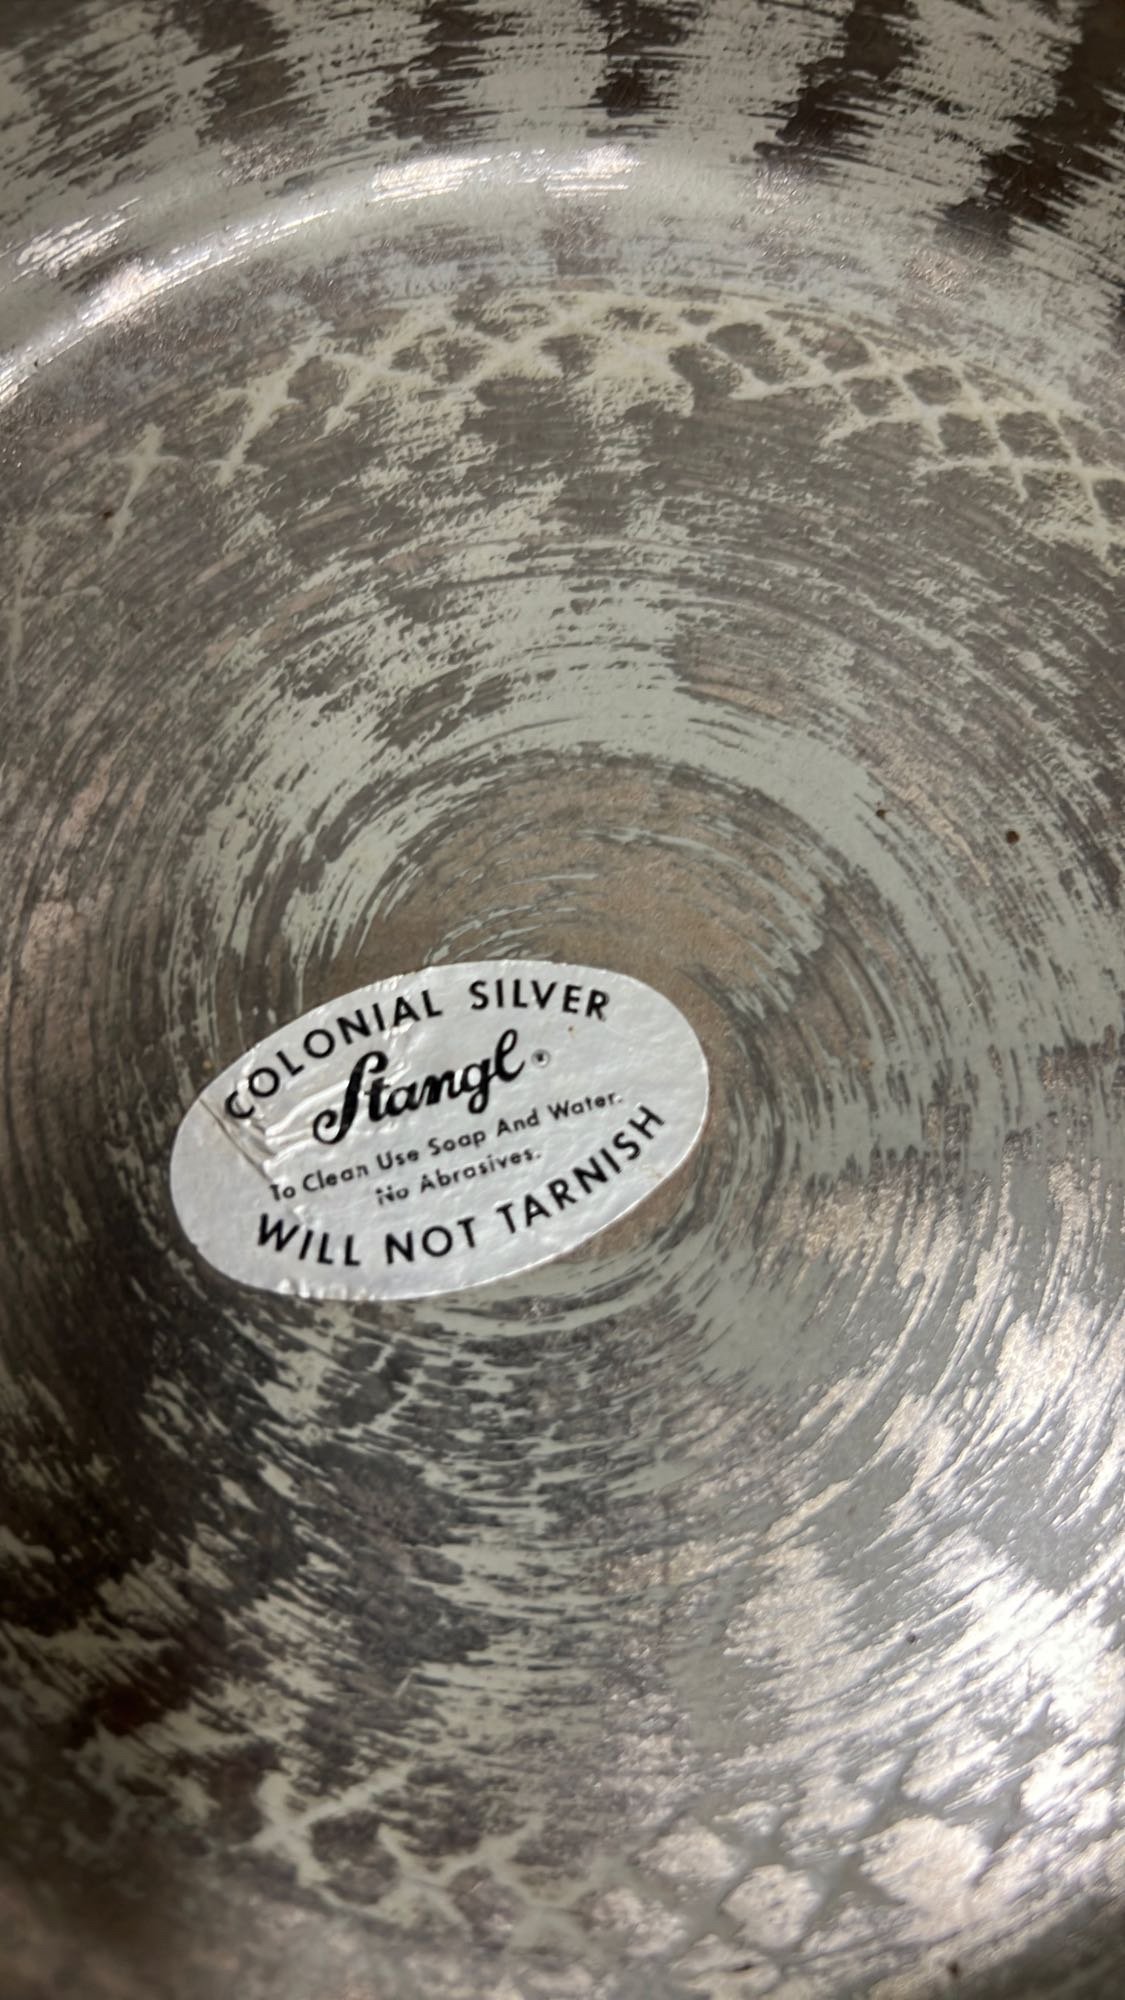 COLONIAL SILVER
Stangl®
To Clean Use Soap And Water.
No Abrasives.
WILL NOT TARNISH